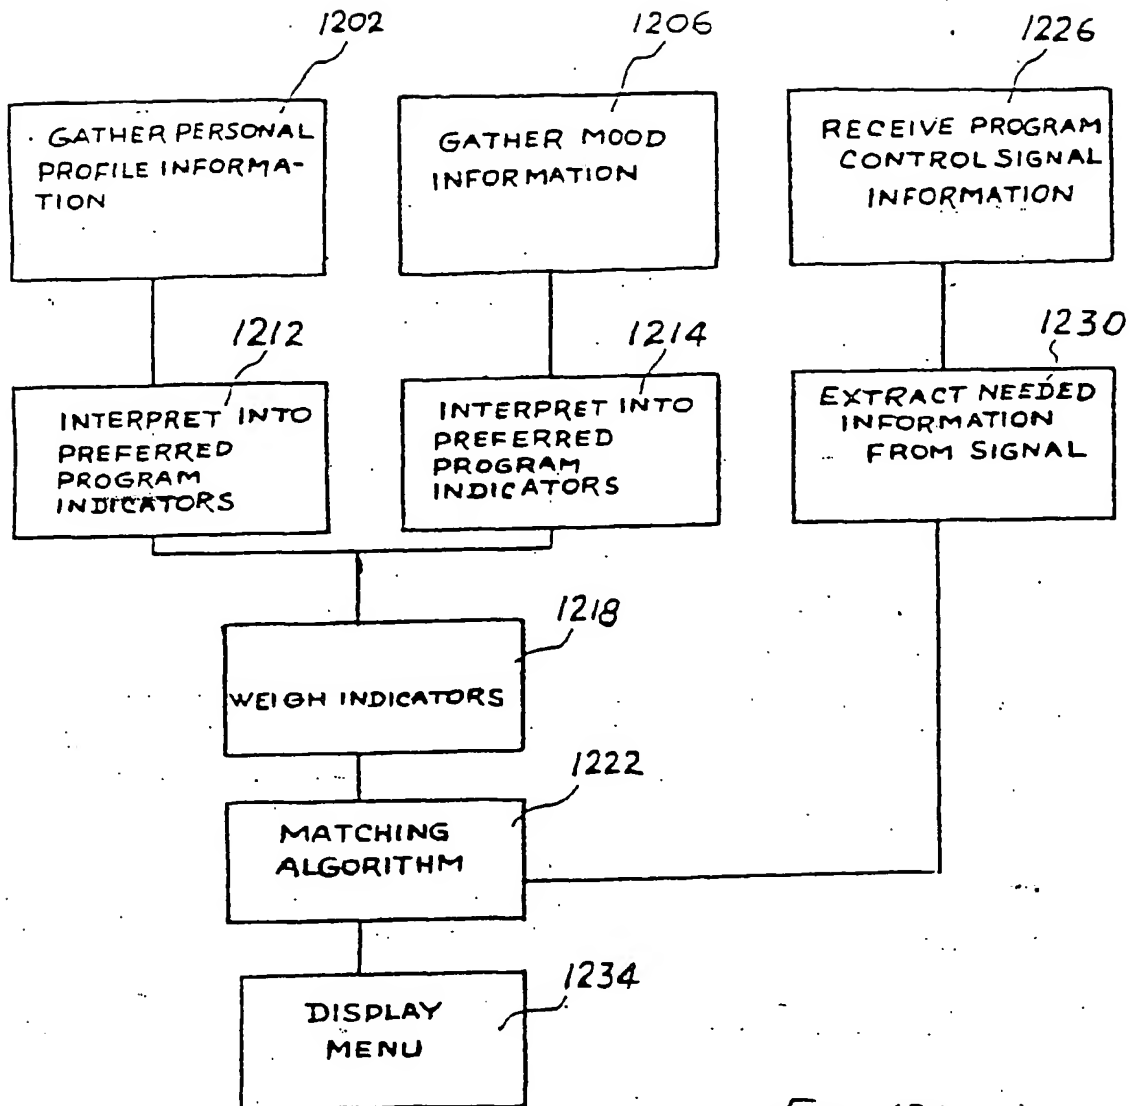 1202
1206
1226
GATHER PERSONAL
PROFILE INFORMA-
TION
GATHER MOOD
INFORMATION
RECEIVE PROGRAM
CONTROL SIGNAL
INFORMATION
1212
1214
1230
INTERPRET INTO
PREFERRED
PROGRAM
INDICATORS
INTERPRET INTO
PREFERRED
PROGRAM
INDICATORS
EXTRACT NEEDED
INFORMATION
FROM SIGNAL
1218
WEIGH INDICATORS
1222
MATCHING
ALGORITHM
1234
DISPLAY
MENU